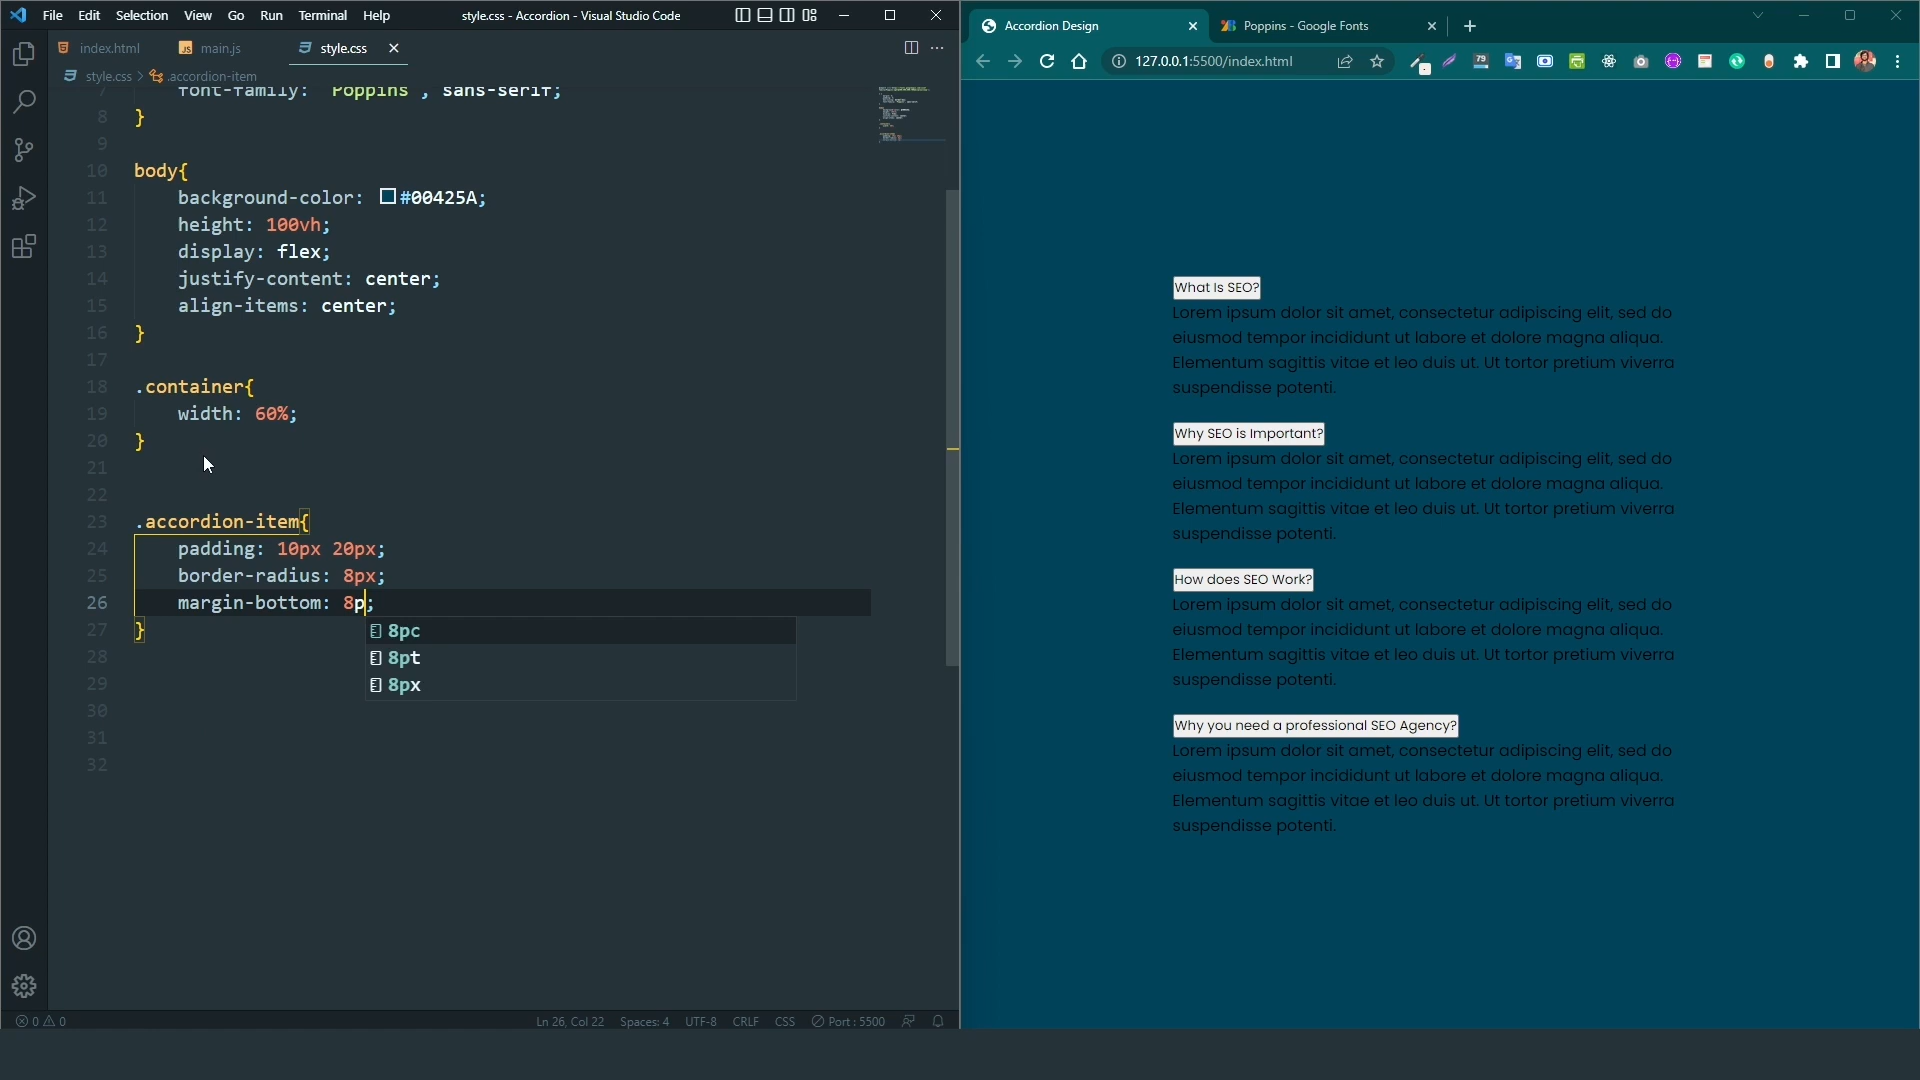 File Edit Selection View Go Run Terminal Help
style.css - Accordion - Visual Studio Code
index.html
JS main.js
style.css
style.css > .accordion-item
7 font-family: 'Poppins', sans-serif;
8 }
9
10 body{
11 background-color: #00425A;
12 height: 100vh;
13 display: flex;
14 justify-content: center;
15 align-items: center;
16 }
17
18 .container{
19 width: 60%;
20 }
21
22
23 .accordion-item{
24 padding: 10px 20px;
25 border-radius: 8px;
26 margin-bottom: 8p;
27 }
8pc
8pt
8px
28
29
30
31
32
0 0
Ln 26, Col 22 Spaces: 4 UTF-8 CRLF CSS Port : 5500
Accordion Design
Poppins - Google Fonts
127.0.0.1:5500/index.html
79
What Is SEO?
Lorem ipsum dolor sit amet, consectetur adipiscing elit, sed do
eiusmod tempor incididunt ut labore et dolore magna aliqua.
Elementum sagittis vitae et leo duis ut. Ut tortor pretium viverra
suspendisse potenti.
Why SEO is Important?
Lorem ipsum dolor sit amet, consectetur adipiscing elit, sed do
eiusmod tempor incididunt ut labore et dolore magna aliqua.
Elementum sagittis vitae et leo duis ut. Ut tortor pretium viverra
suspendisse potenti.
How does SEO Work?
Lorem ipsum dolor sit amet, consectetur adipiscing elit, sed do
eiusmod tempor incididunt ut labore et dolore magna aliqua.
Elementum sagittis vitae et leo duis ut. Ut tortor pretium viverra
suspendisse potenti.
Why you need a professional SEO Agency?
Lorem ipsum dolor sit amet, consectetur adipiscing elit, sed do
eiusmod tempor incididunt ut labore et dolore magna aliqua.
Elementum sagittis vitae et leo duis ut. Ut tortor pretium viverra
suspendisse potenti.